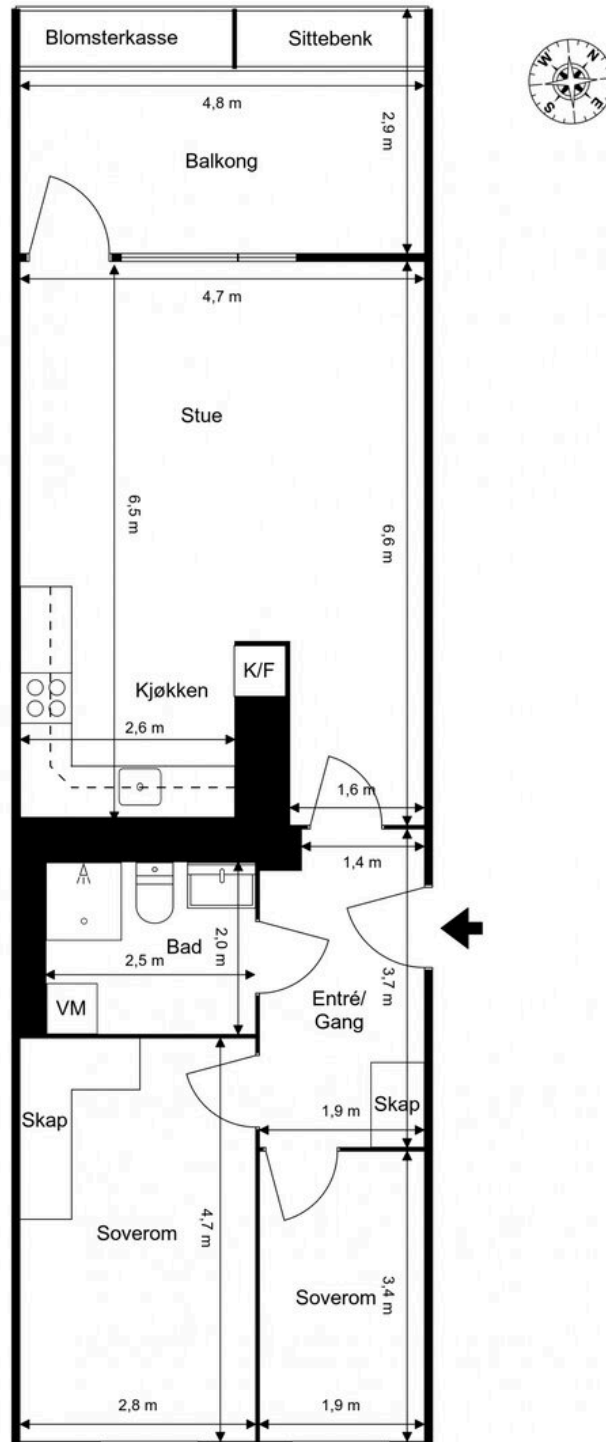 Blomsterkasse
Sittebenk
W
N
S
E
4,8 m
2,9 m
Balkong
4,7 m
Stue
6,5 m
6,6 m
K/F
Kjøkken
2,6 m
1,6 m
1,4 m
Bad
2,0 m
2,5 m
3,7 m
VM
Entré/
Gang
Skap
1,9 m
Skap
Soverom
4,7 m
Soverom
3,4 m
2,8 m
1,9 m